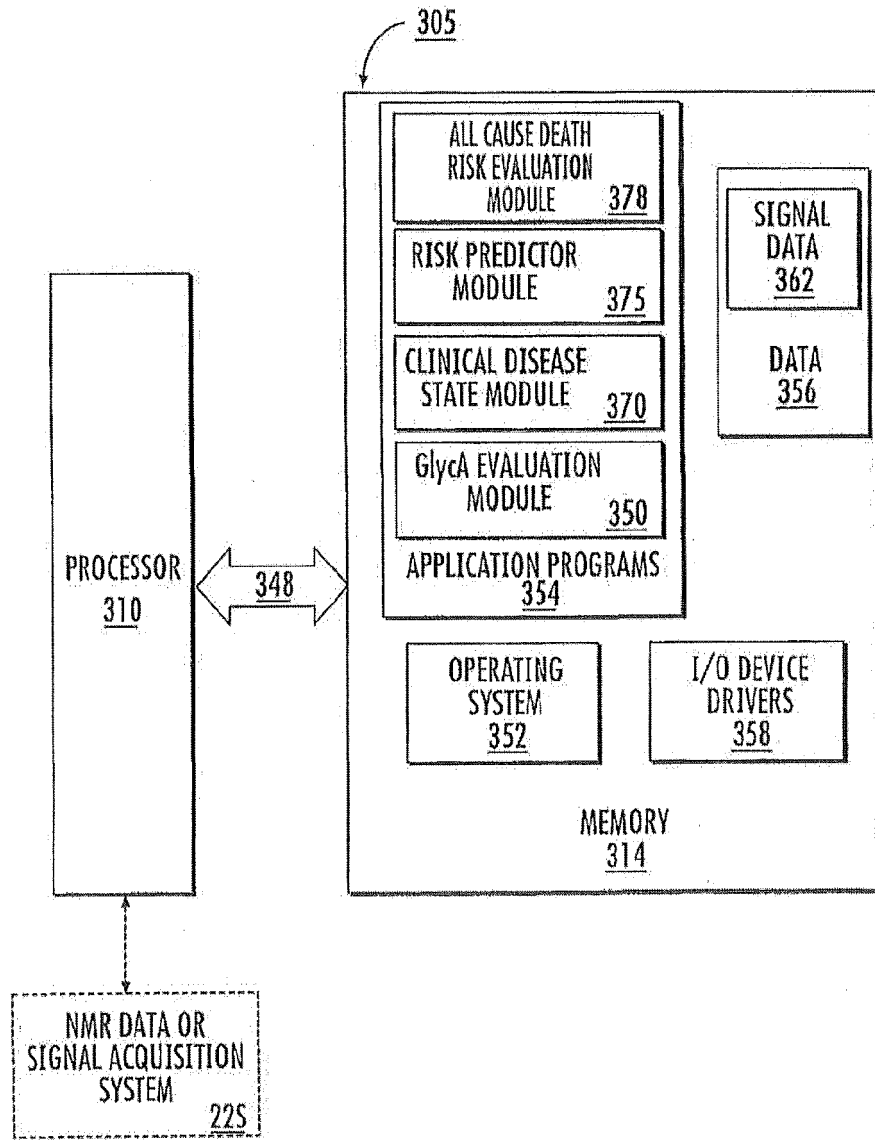 305
ALL CAUSE DEATH
RISK EVALUATION
MODULE
378
RISK PREDICTOR
MODULE
375
CLINICAL DISEASE
STATE MODULE
370
GlycA EVALUATION
MODULE
350
APPLICATION PROGRAMS
354
SIGNAL
DATA
362
DATA
356
PROCESSOR
310
348
OPERATING
SYSTEM
352
I/O DEVICE
DRIVERS
358
MEMORY
314
NMR DATA OR
SIGNAL ACQUISITION
SYSTEM
22S